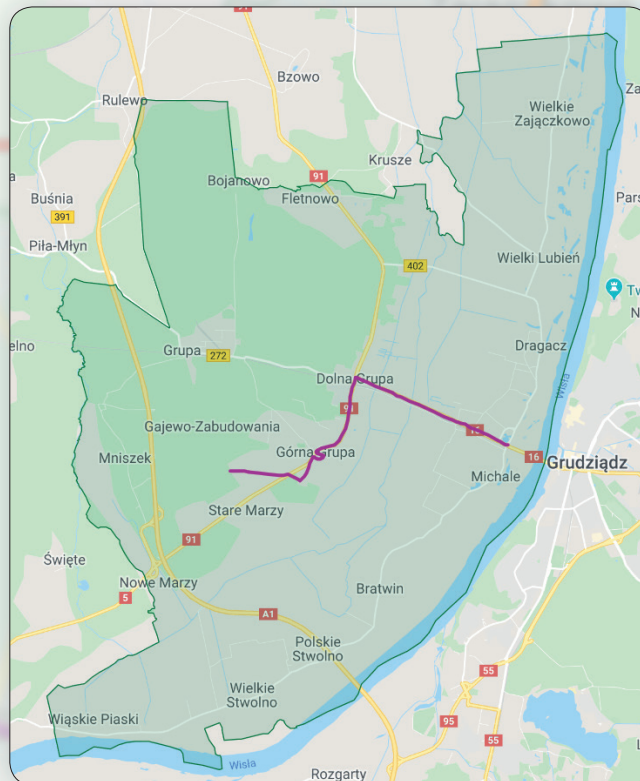 91
Bzowo
Rulewo
Wielkie
Zajączkowo
Za
Krusze
Bojanowo
91
Fletnowo
Buśnia
391
Piła-Młyn
Pars
402
Wielki Lubień
Tw
N
elno
Grupa
272
Dragacz
Dolna Grupa
Wisła
91
Gajewo-Zabudowania
Górna Grupa
16
16
Grudziądz
Mniszek
Michale
Stare Marzy
91
Święte
Nowe Marzy
5
Bratwin
A1
Polskie
Stwolno
55
Wielkie
Stwolno
95
55
Wiąskie Piaski
Wisła
Rozgarty
L